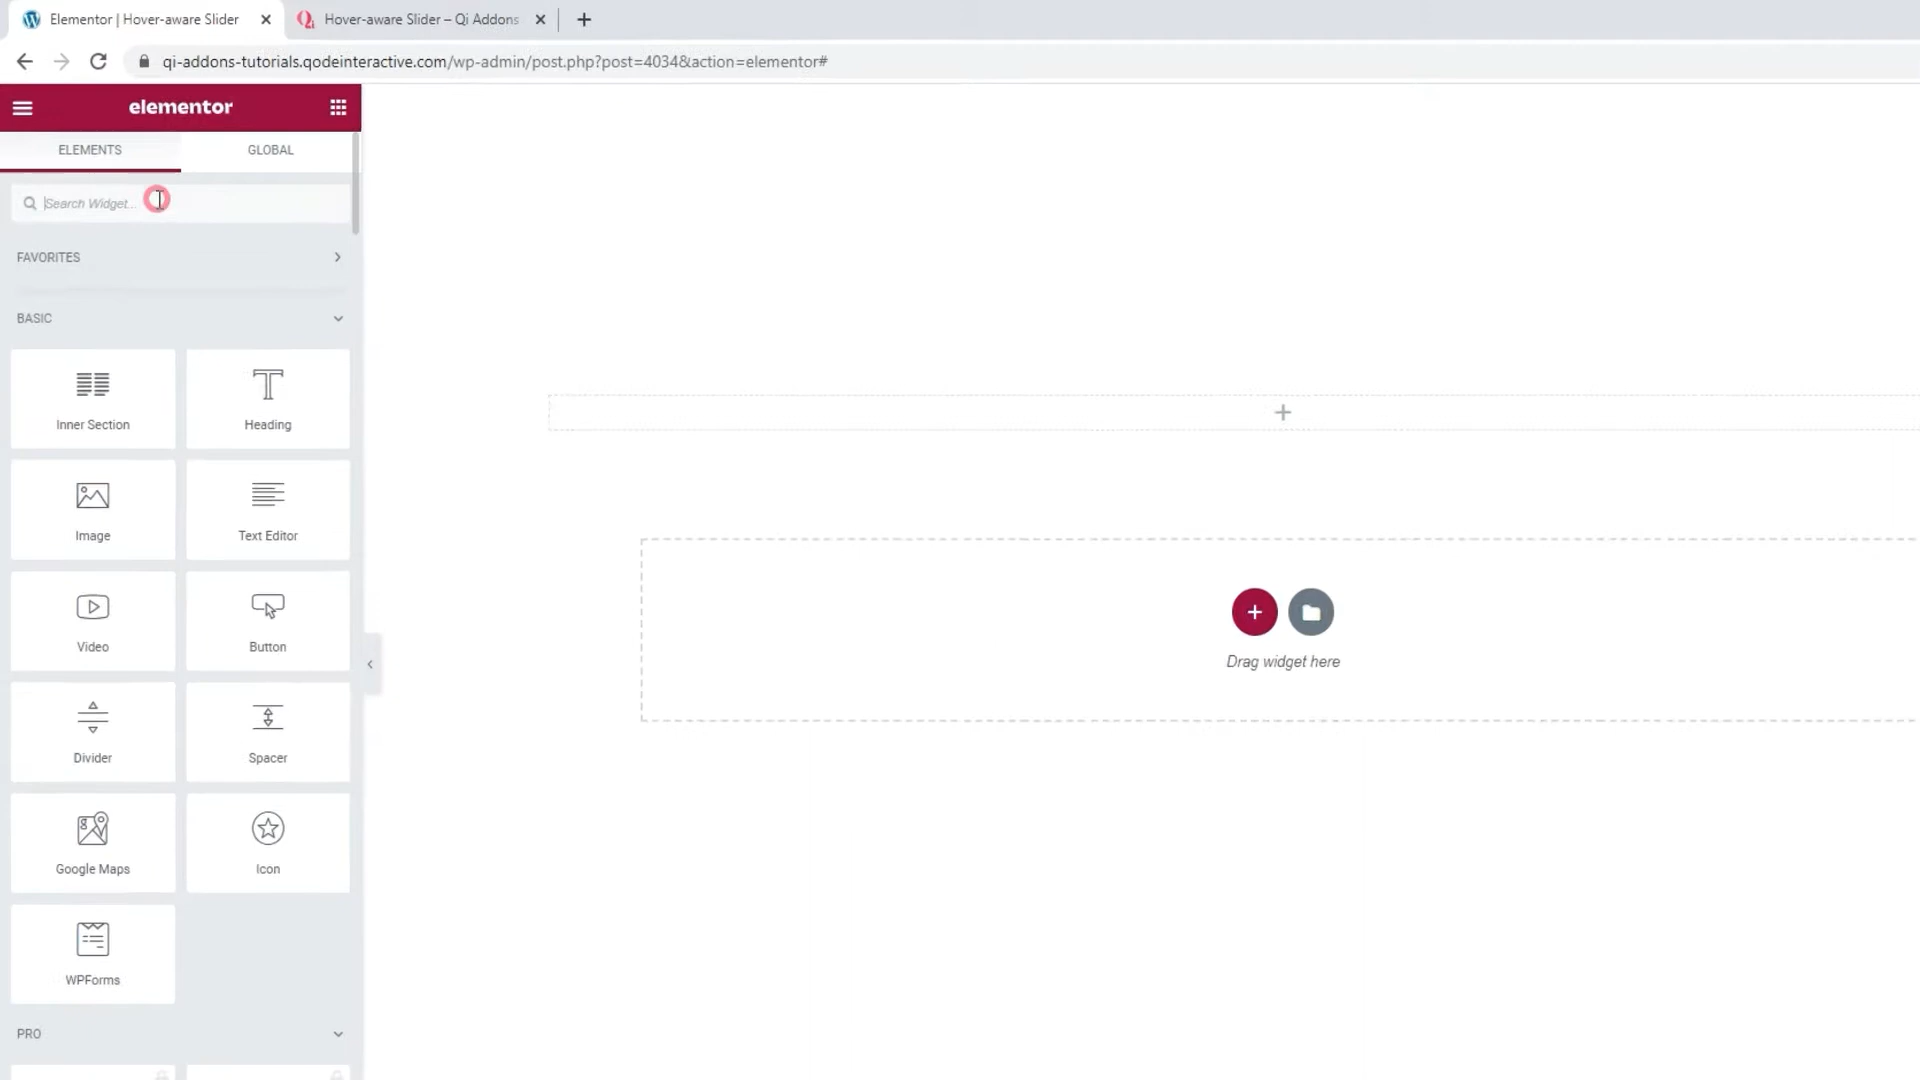 Elementor | Hover-aware Slider
Hover-aware Slider – Qi Addons
qi-addons-tutorials.qodeinteractive.com/wp-admin/post.php?post=4034&action=elementor#
elementor
ELEMENTS
GLOBAL
Search Widget...
FAVORITES
BASIC
Inner Section
Heading
Image
Text Editor
Video
Button
Divider
Spacer
Google Maps
Icon
WPForms
PRO
Drag widget here